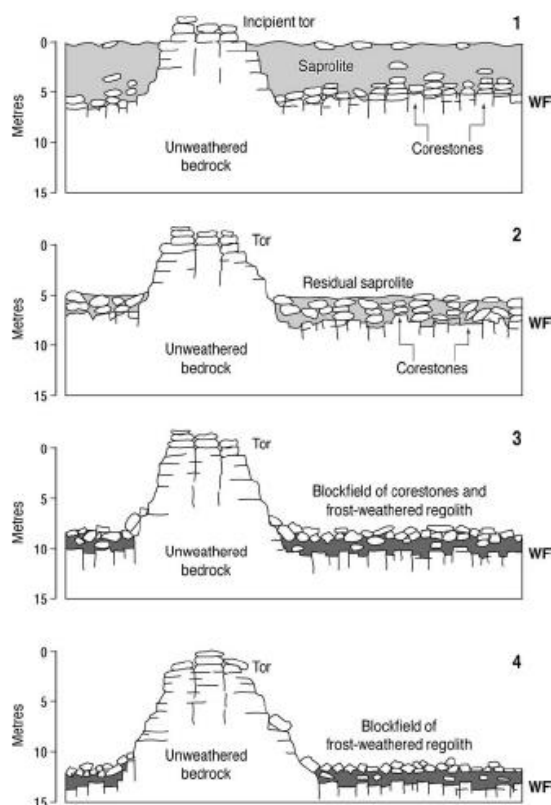 1
Incipient tor
0
Saprolite
5
WF
Metres
Corestones
10
Unweathered
bedrock
15
2
0
Tor
Residual saprolite
5
WF
Metres
10
Unweathered
bedrock
Corestones
15
3
0
Tor
Metres
5
Blockfield of corestones and
frost-weathered regolith
10
Unweathered
bedrock
WF
15
4
0
Tor
Metres
5
Blockfield of
frost-weathered regolith
10
Unweathered
bedrock
WF
15